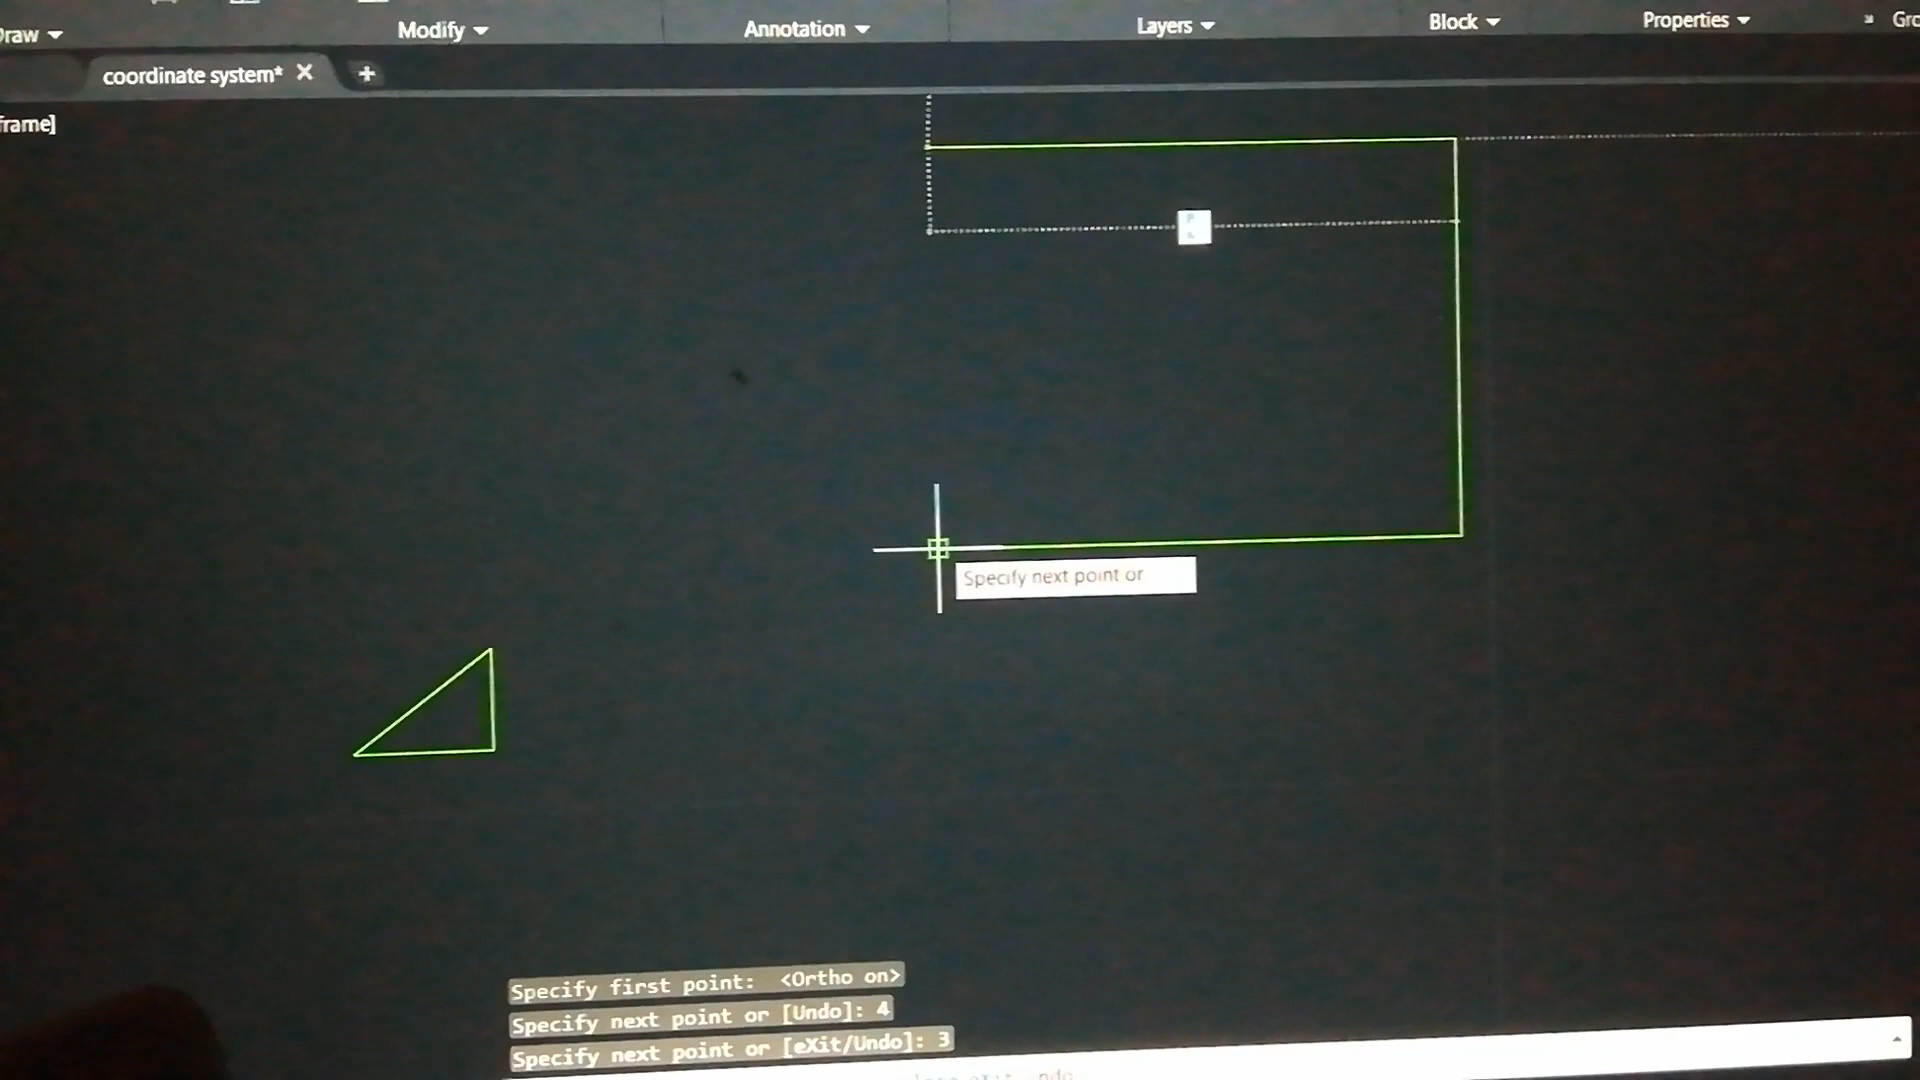 Draw
Modify
Annotation
Layers
Block
Properties
coordinate system*
Specify next point or
Specify first point: <Ortho on>
Specify next point or [Undo]: 4
Specify next point or [eXit/Undo]: 3